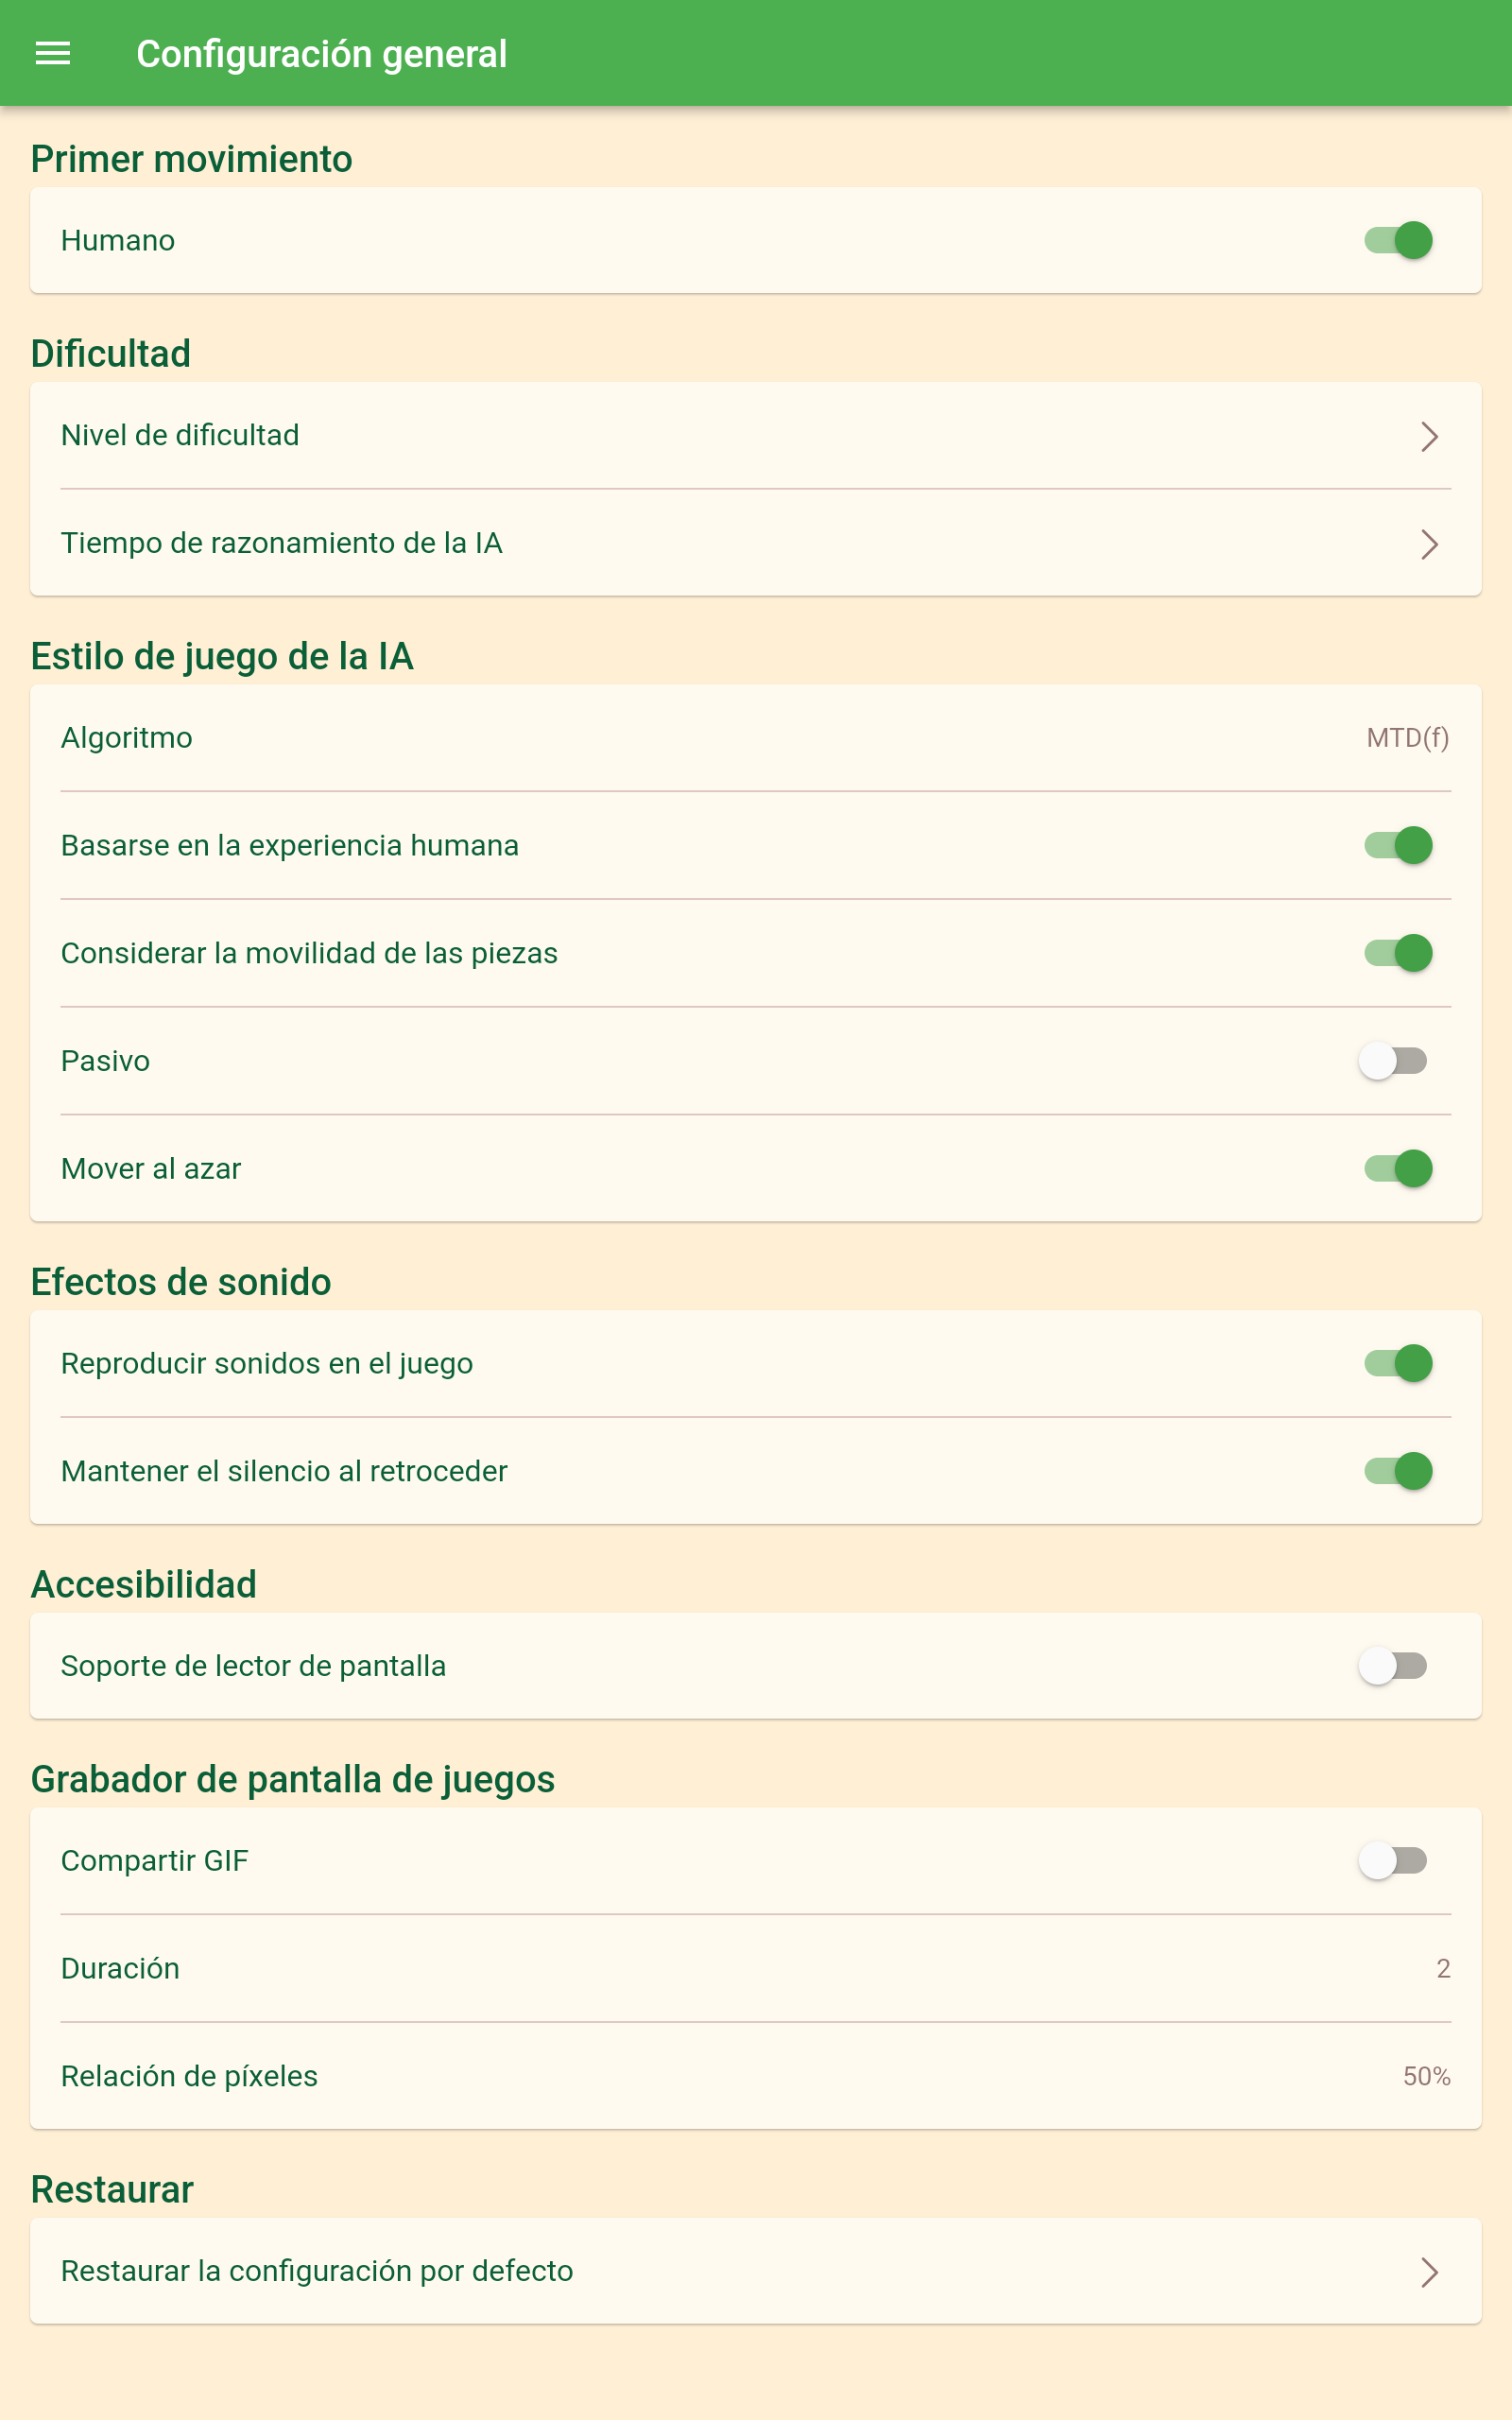 Configuración general
Primer movimiento
Humano
Dificultad
Nivel de dificultad
Tiempo de razonamiento de la IA
Estilo de juego de la IA
Algoritmo MTD(f)
Basarse en la experiencia humana
Considerar la movilidad de las piezas
Pasivo
Mover al azar
Efectos de sonido
Reproducir sonidos en el juego
Mantener el silencio al retroceder
Accesibilidad
Soporte de lector de pantalla
Grabador de pantalla de juegos
Compartir GIF
Duración 2
Relación de píxeles 50%
Restaurar
Restaurar la configuración por defecto